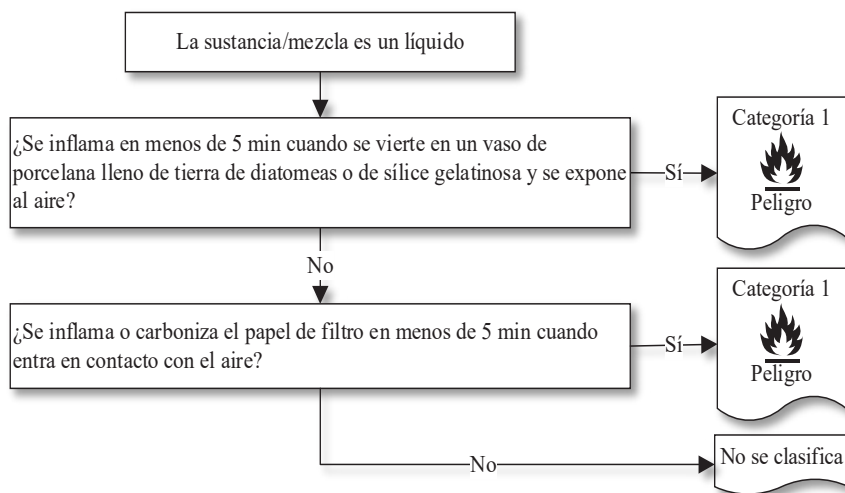 La sustancia/mezcla es un líquido
¿Se inflama en menos de 5 min cuando se vierte en un vaso de
porcelana lleno de tierra de diatomeas o de sílice gelatinosa y se expone
al aire?
Sí
Categoría 1
Peligro
No
¿Se inflama o carboniza el papel de filtro en menos de 5 min cuando
entra en contacto con el aire?
Sí
Categoría 1
Peligro
No
No se clasifica